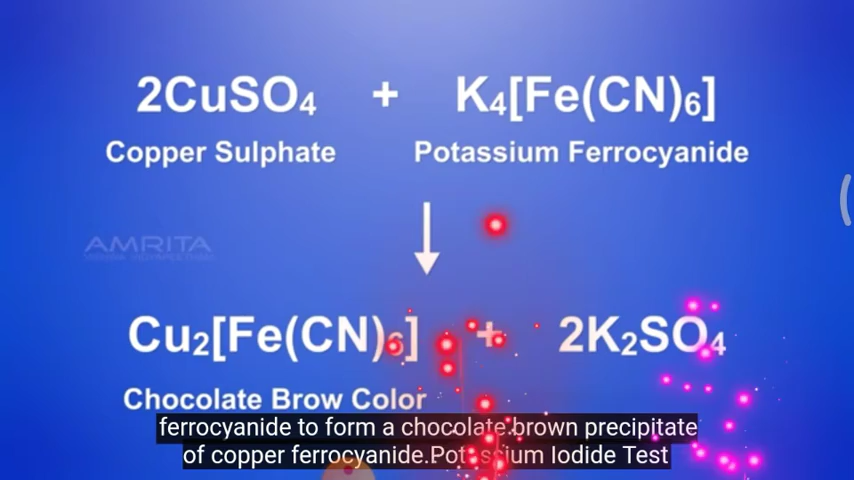 2CuSO₄ + K₄[Fe(CN)₆]
Copper Sulphate Potassium Ferrocyanide
AMRITA
Cu₂[Fe(CN)₆] + 2K₂SO₄
Chocolate Brow Color
ferrocyanide to form a chocolate brown precipitate
of copper ferrocyanide.Potassium Iodide Test